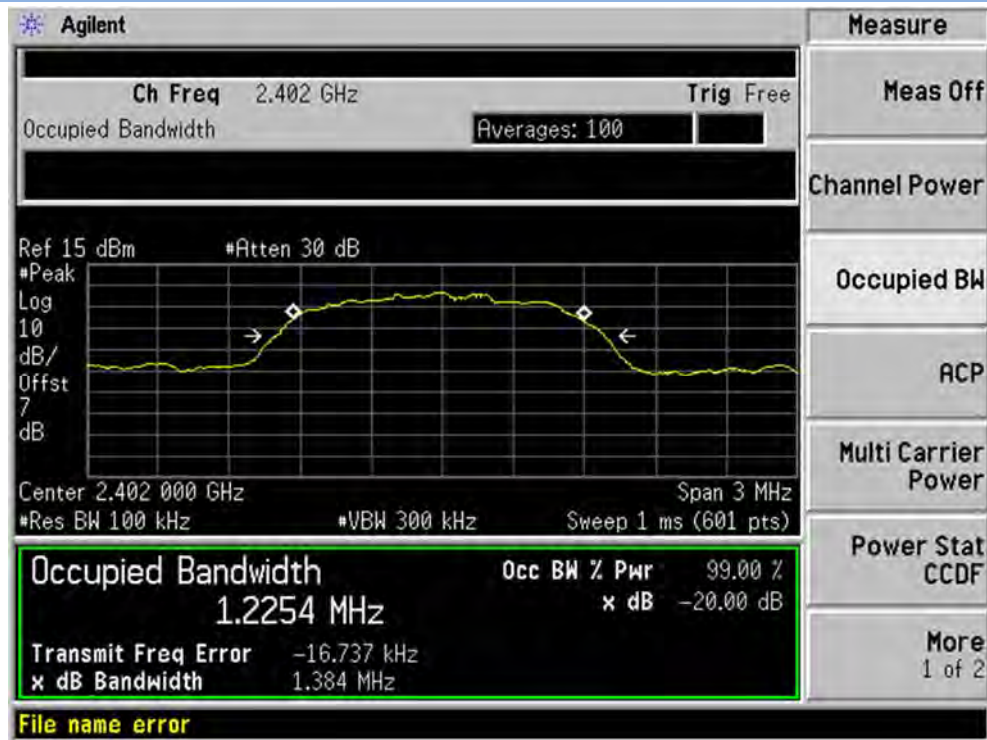 Agilent
Measure
Ch Freq 2.402 GHz Trig Free
Occupied Bandwidth Averages: 100
Meas Off
Channel Power
Occupied BW
ACP
Multi Carrier
Power
Power Stat
CCDF
More
1 of 2
Ref 15 dBm #Atten 30 dB
#Peak
Log
10
dB/
Offst
7
dB
Center 2.402 000 GHz Span 3 MHz
#Res BW 100 kHz #VBW 300 kHz Sweep 1 ms (601 pts)
Occupied Bandwidth Occ BW % Pwr 99.00 %
1.2254 MHz x dB -20.00 dB
Transmit Freq Error -16.737 kHz
x dB Bandwidth 1.384 MHz
File name error